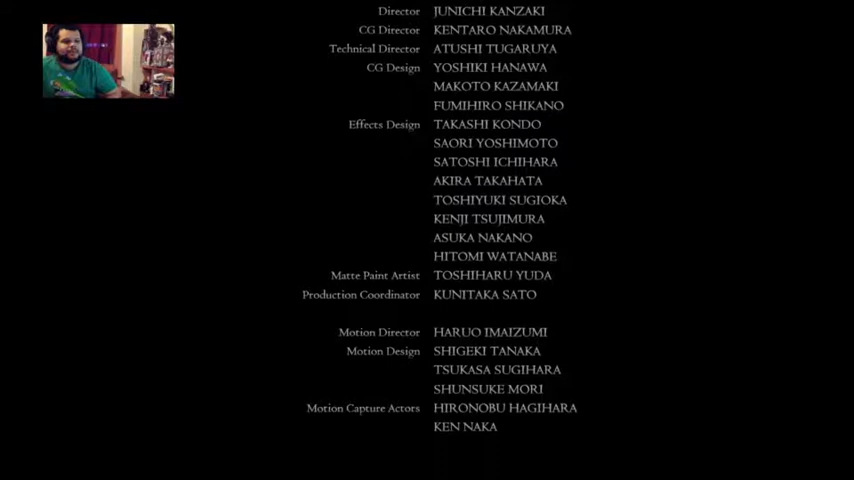 Director JUNICHI KANZAKI
CG Director KENTARO NAKAMURA
Technical Director ATUSHI TUGARUYA
CG Design YOSHIKI HANAWA
MAKOTO KAZAMAKI
FUMIHIRO SHIKANO
Effects Design TAKASHI KONDO
SAORI YOSHIMOTO
SATOSHI ICHIHARA
AKIRA TAKAHATA
TOSHIYUKI SUGIOKA
KENJI TSUJIMURA
ASUKA NAKANO
HITOMI WATANABE
Matte Paint Artist TOSHIHARU YUDA
Production Coordinator KUNITAKA SATO
Motion Director HARUO IMAIZUMI
Motion Design SHIGEKI TANAKA
TSUKASA SUGIHARA
SHUNSUKE MORI
Motion Capture Actors HIRONOBU HAGIHARA
KEN NAKA